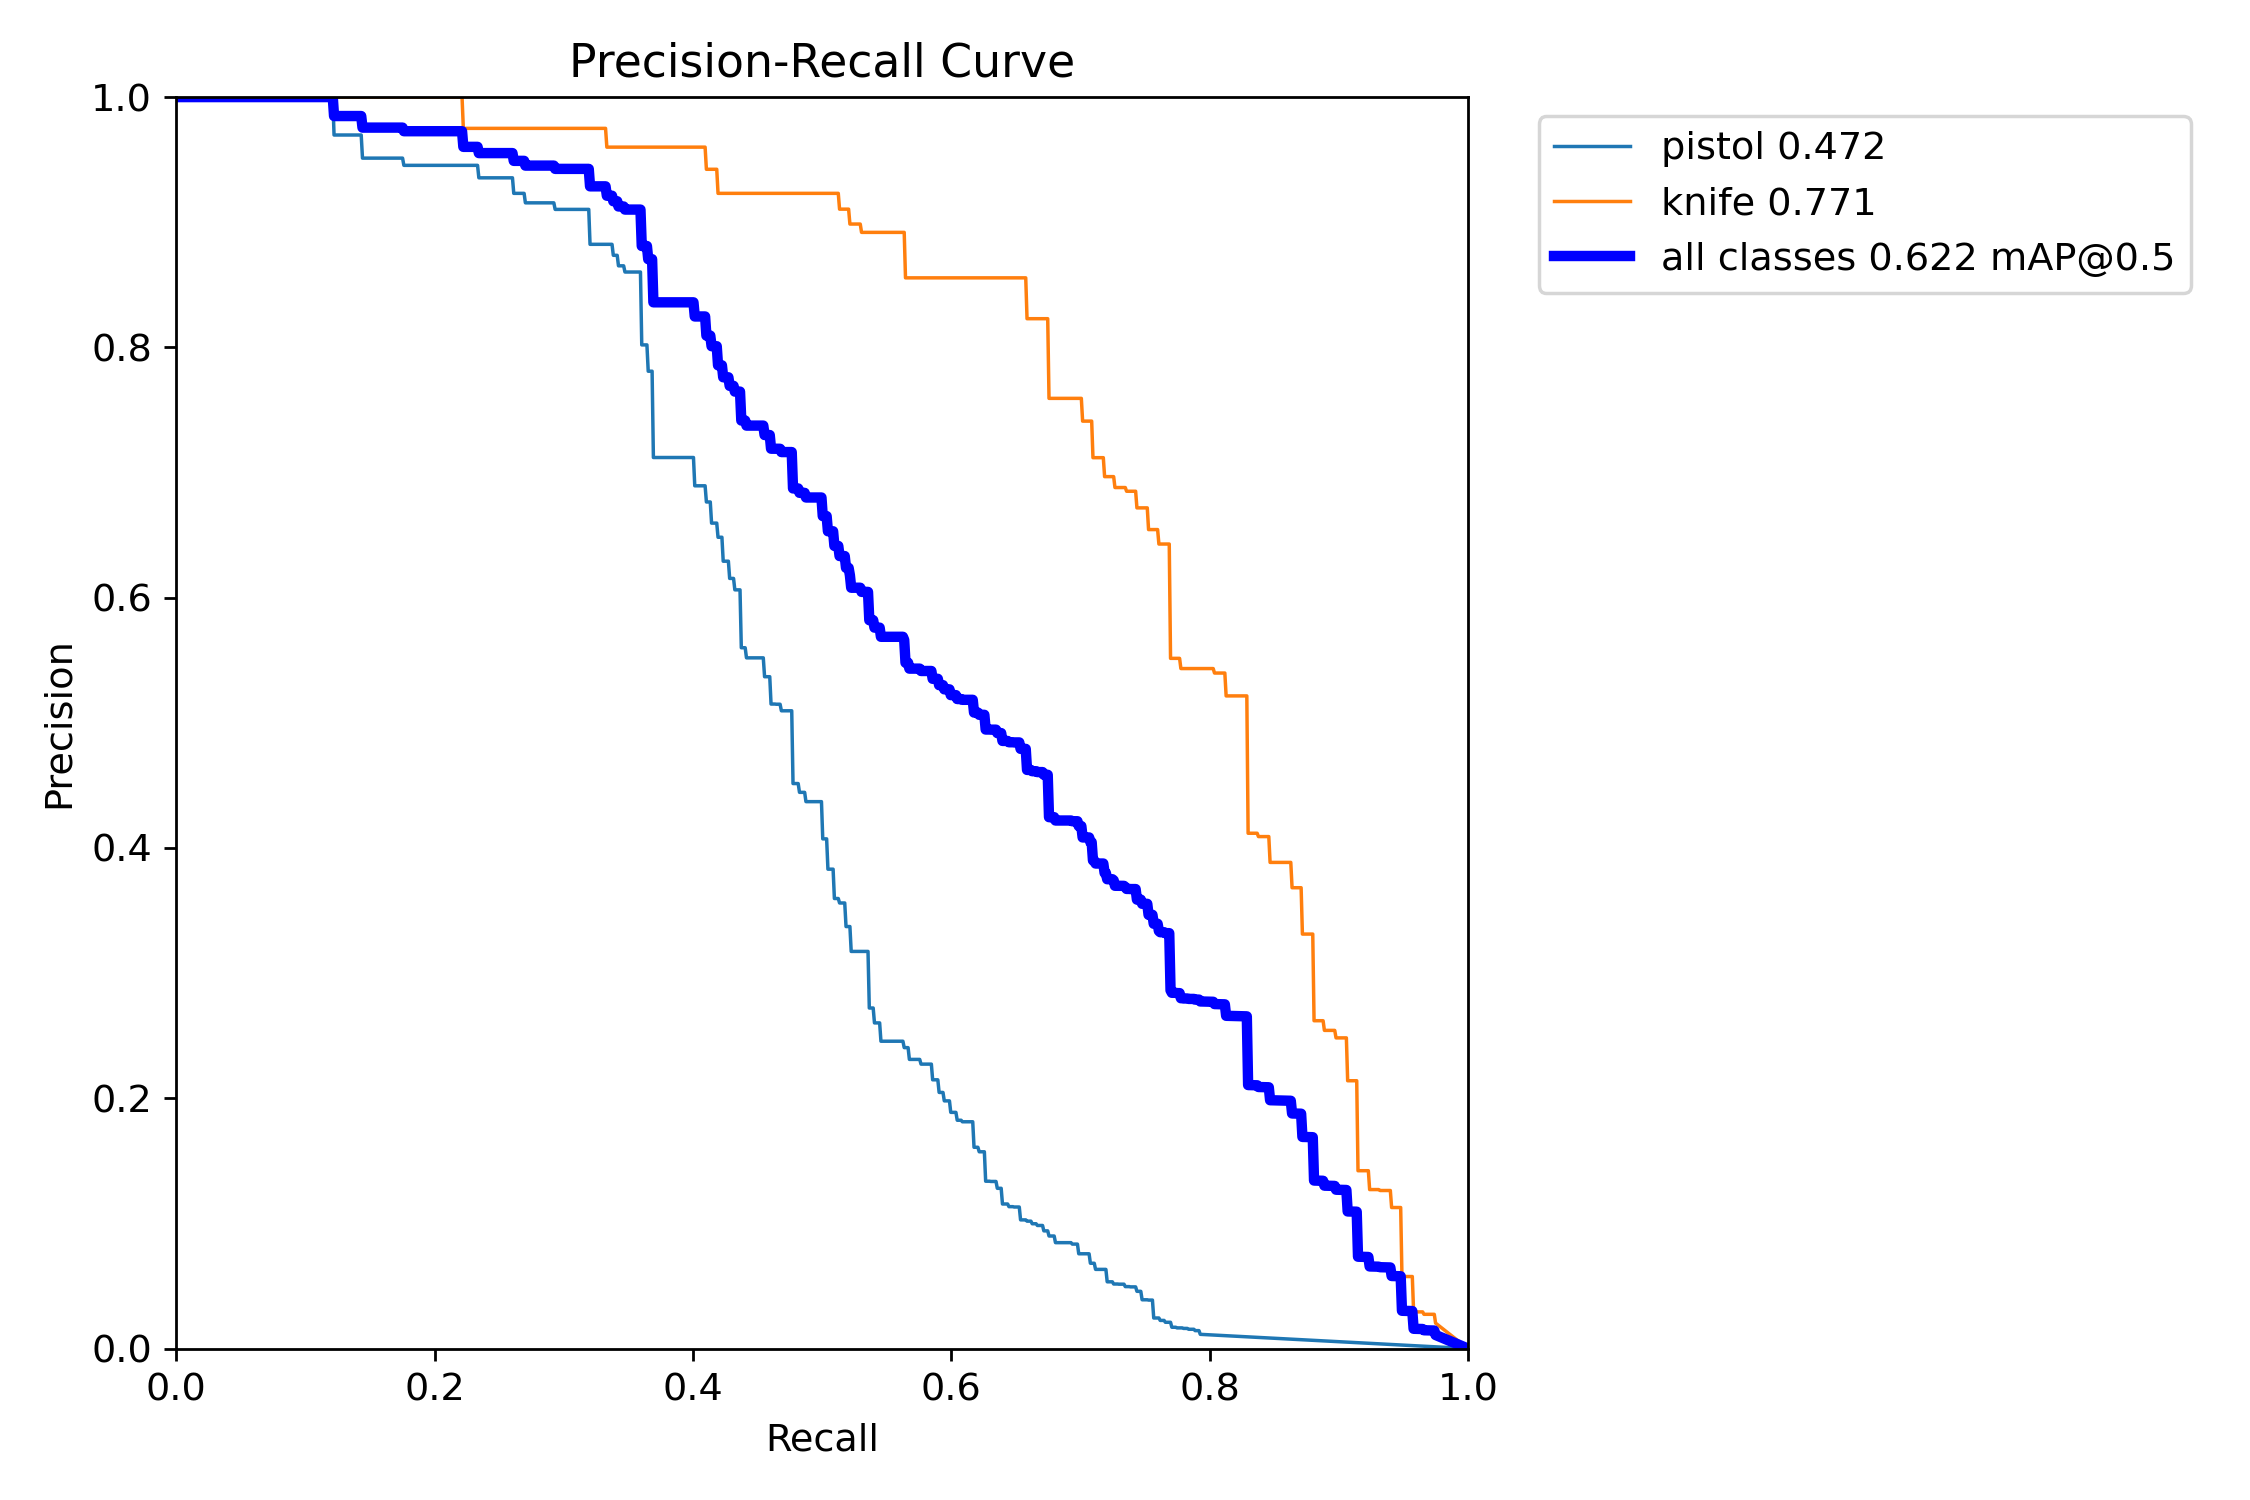 Precision-Recall Curve
pistol 0.472
knife 0.771
all classes 0.622 mAP@0.5
Precision
1.0
0.8
0.6
0.4
0.2
0.0
0.0 0.2 0.4 0.6 0.8 1.0
Recall